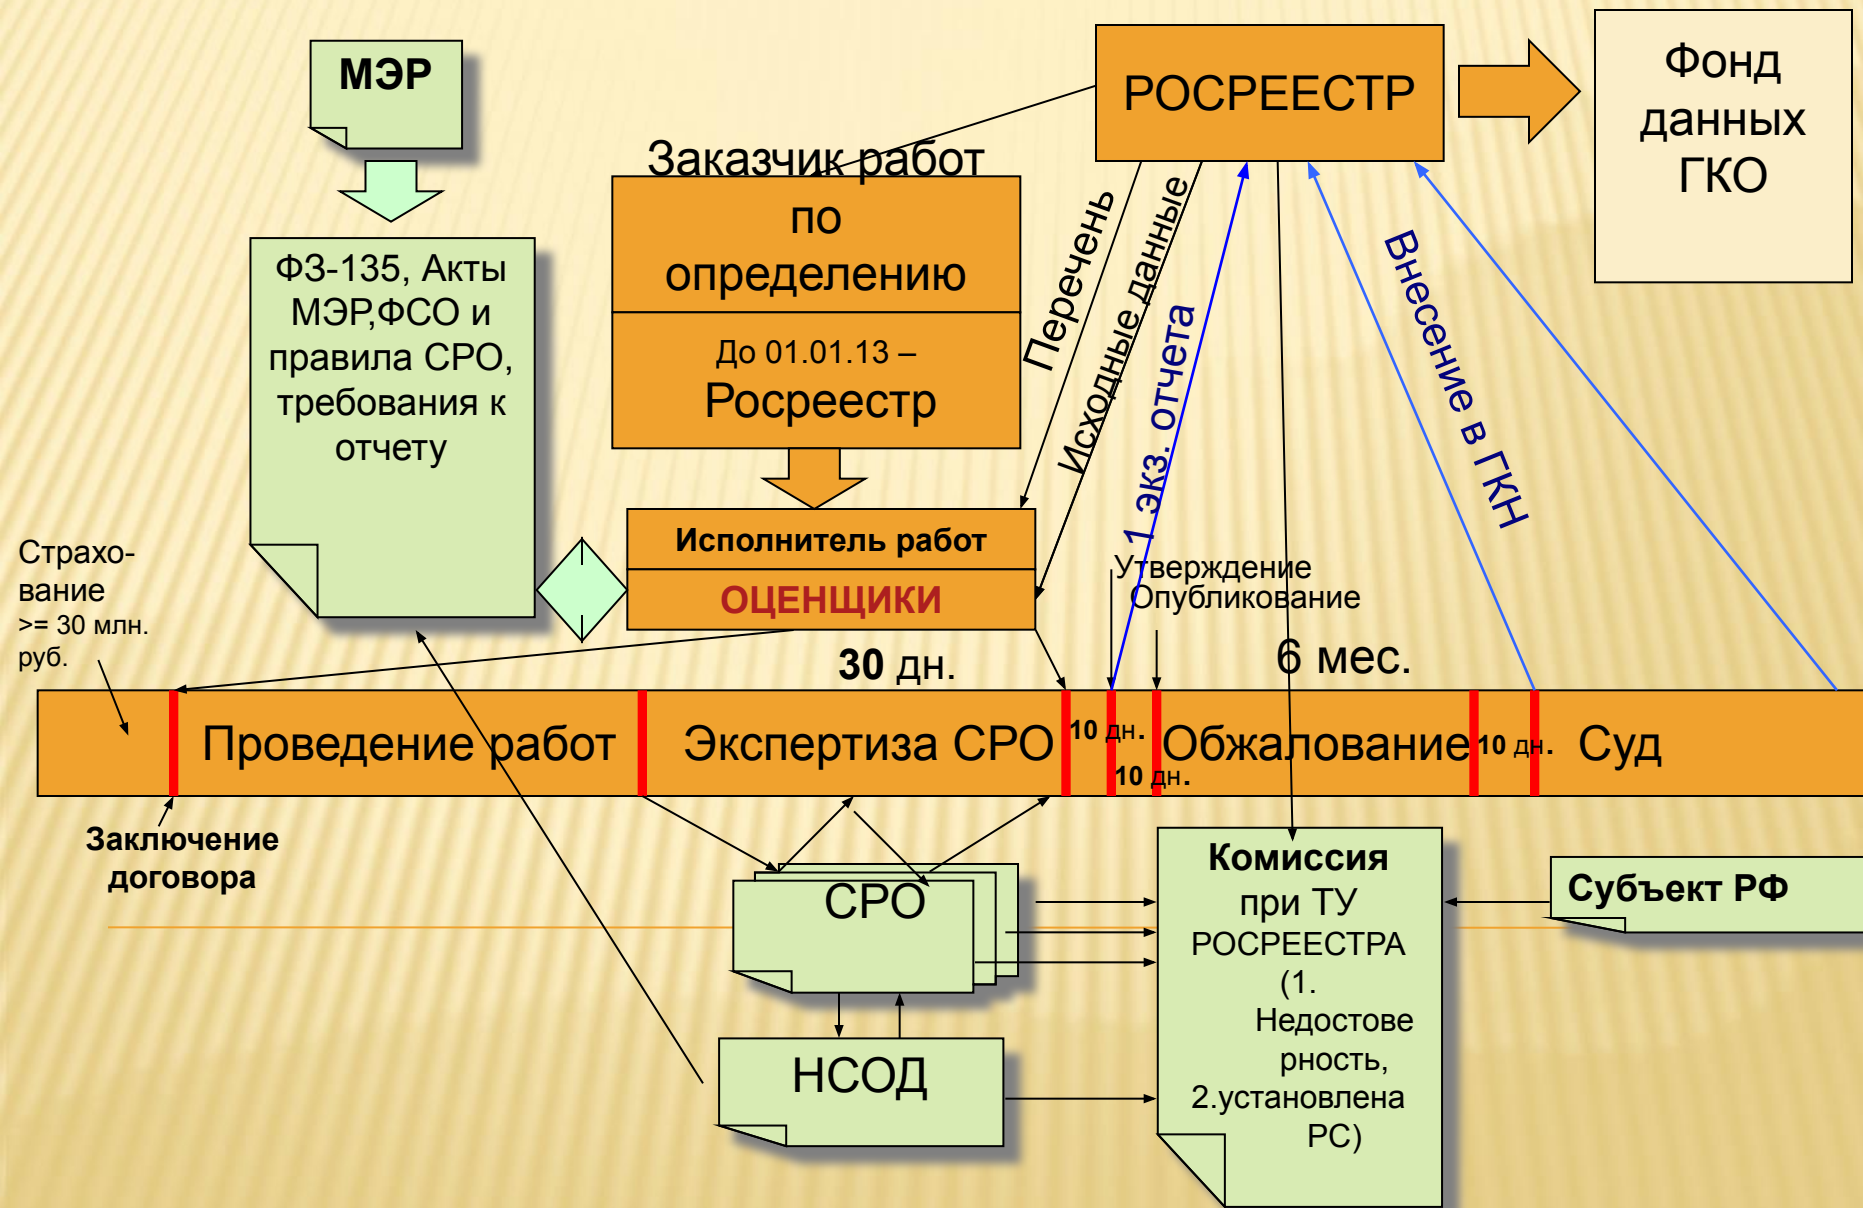 МЭР
РОСРЕЕСТР
Фонд
данных
ГКО
Заказчик работ
по
определению
До 01.01.13 –
Росреестр
ФЗ-135, Акты
МЭР,ФСО и
правила СРО,
требования к
отчету
Перечень
Исходные данные
1 экз. отчета
Внесение в ГКН
Исполнитель работ
ОЦЕНЩИКИ
Страхо-
вание
>= 30 млн.
руб.
Утверждение
Опубликование
30 дн.
6 мес.
Проведение работ
Экспертиза СРО
10 дн.
10 дн.
Обжалование
10 дн.
Суд
Заключение
договора
СРО
НСОД
Комиссия
при ТУ
РОСРЕЕСТРА
(1.
Недостове
рность,
2.установлена
РС)
Субъект РФ